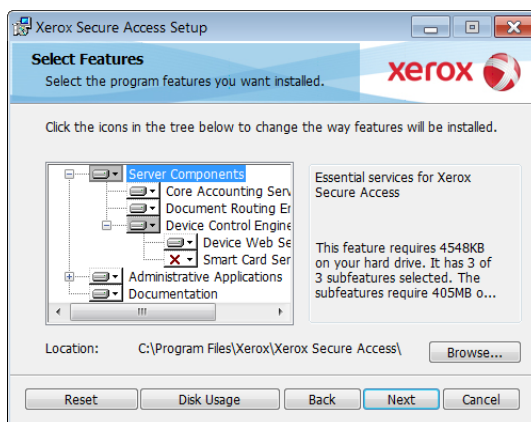 Xerox Secure Access Setup
Select Features
Select the program features you want installed.
xerox
Click the icons in the tree below to change the way features will be installed.
Server Components
Core Accounting Serv
Document Routing Er
Device Control Engine
Device Web Se
Smart Card Ser
Administrative Applications
Documentation
Essential services for Xerox
Secure Access
This feature requires 4548KB
on your hard drive. It has 3 of
3 subfeatures selected. The
subfeatures require 405MB o...
Location: C:\Program Files\Xerox\Xerox Secure Access\ Browse...
Reset Disk Usage Back Next Cancel